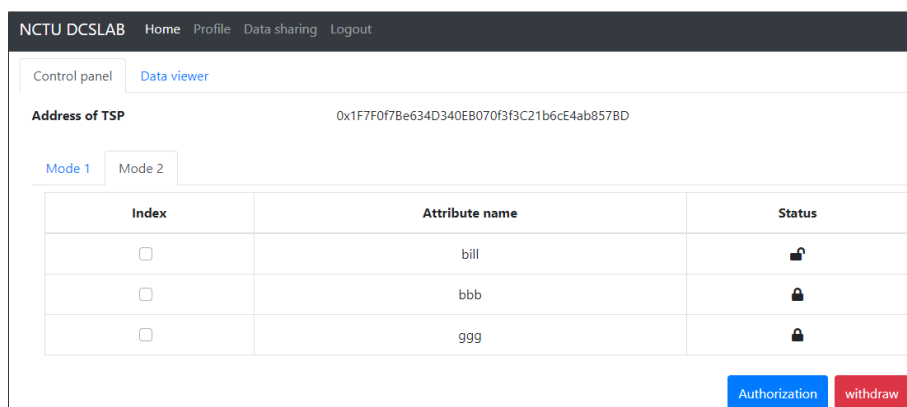 NCTU DCSLAB Home Profile Data sharing Logout
Control panel Data viewer
Address of TSP 0x1F7F0f7Be634D340EB070f3f3C21b6cE4ab857BD
Mode 1 Mode 2
Index Attribute name Status
bill
bbb
ggg
Authorization withdraw